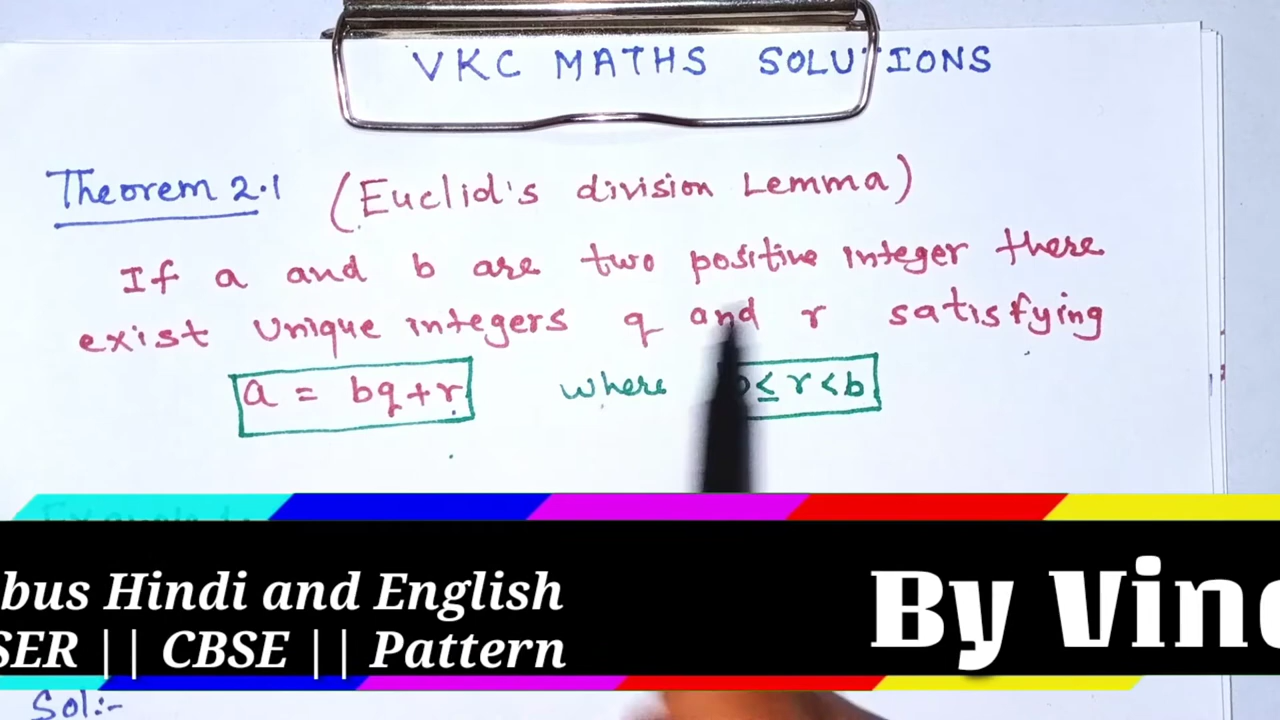 VKC MATHS SOLUTIONS
Theorem 2.1 (Euclid's division Lemma)
If a and b are two positive integer there
exist Unique integers q and r satisfying
a = bq+r where 0≤r<b
bus Hindi and English
SER || CBSE || Pattern
By Vin
Sol:-